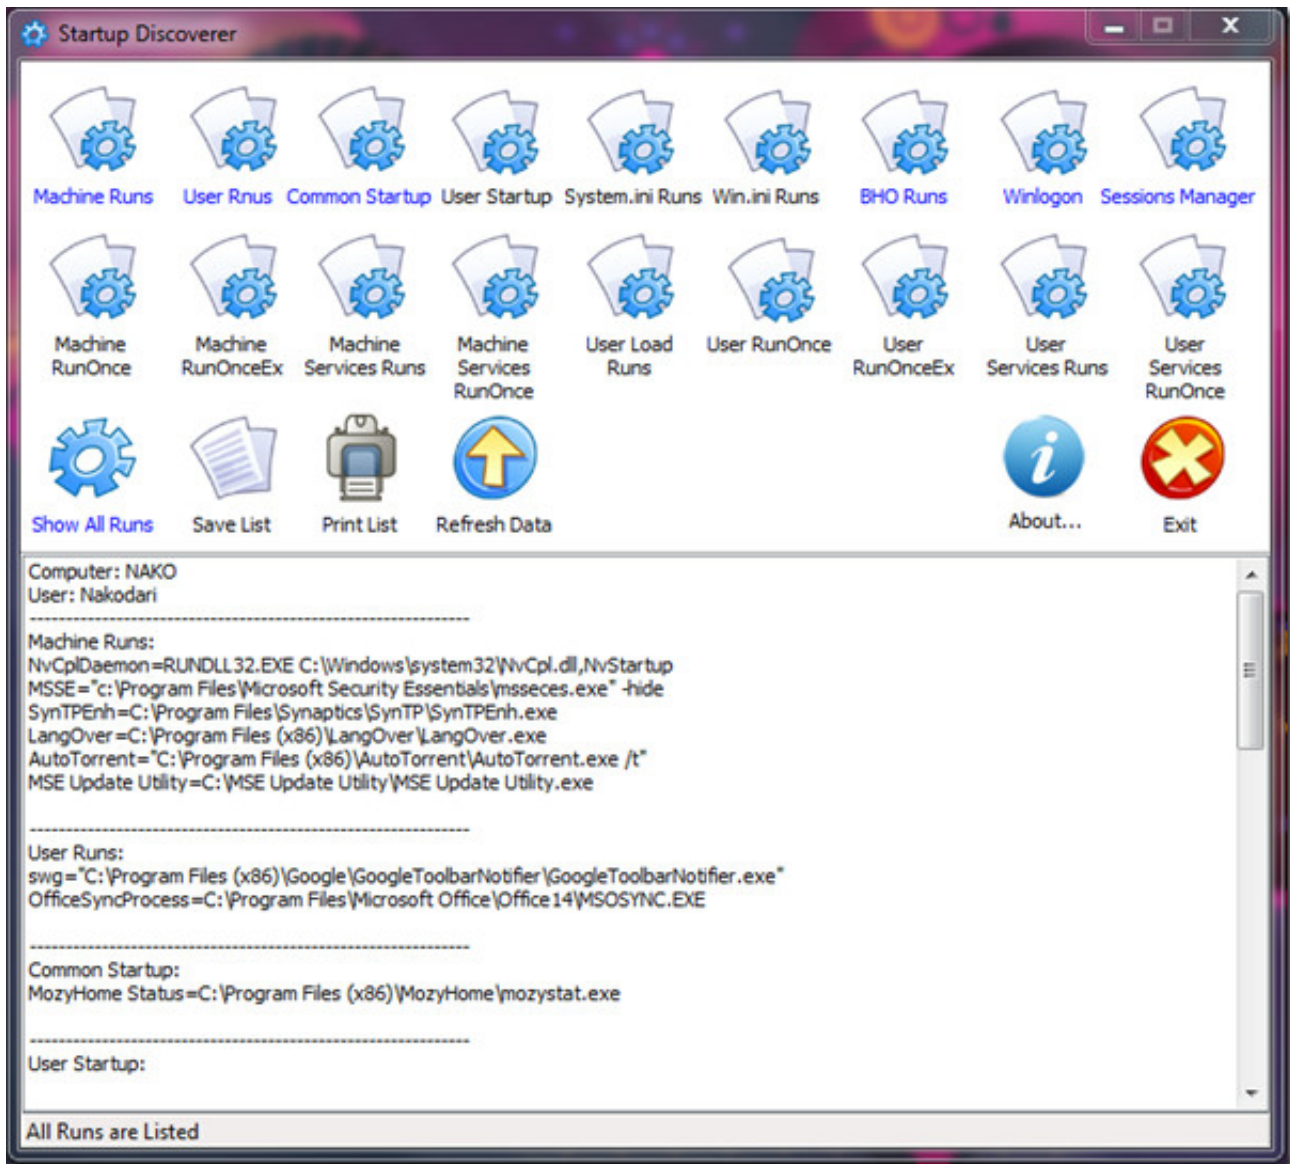 Startup Discoverer
Machine Runs User Rnus Common Startup User Startup System.ini Runs Win.ini Runs BHO Runs Winlogon Sessions Manager
Machine RunOnce
Machine RunOnceEx
Machine Services Runs
Machine Services RunOnce
User Load Runs
User RunOnce
User RunOnceEx
User Services Runs
User Services RunOnce
Show All Runs Save List Print List Refresh Data About... Exit
Computer: NAKO
User: Nakodari
-------------------------------------------------------------
Machine Runs:
NvCplDaemon=RUNDLL32.EXE C:\Windows\system32\NvCpl.dll,NvStartup
MSSE="c:\Program Files\Microsoft Security Essentials\msseces.exe" -hide
SynTPEnh=C:\Program Files\Synaptics\SynTP\SynTPEnh.exe
LangOver=C:\Program Files (x86)\LangOver\LangOver.exe
AutoTorrent="C:\Program Files (x86)\AutoTorrent\AutoTorrent.exe /t"
MSE Update Utility=C:\MSE Update Utility\MSE Update Utility.exe
-------------------------------------------------------------
User Runs:
swg="C:\Program Files (x86)\Google\GoogleToolbarNotifier\GoogleToolbarNotifier.exe"
OfficeSyncProcess=C:\Program Files\Microsoft Office\Office14\MSOSYNC.EXE
-------------------------------------------------------------
Common Startup:
MozyHome Status=C:\Program Files (x86)\MozyHome\mozystat.exe
-------------------------------------------------------------
User Startup:
All Runs are Listed